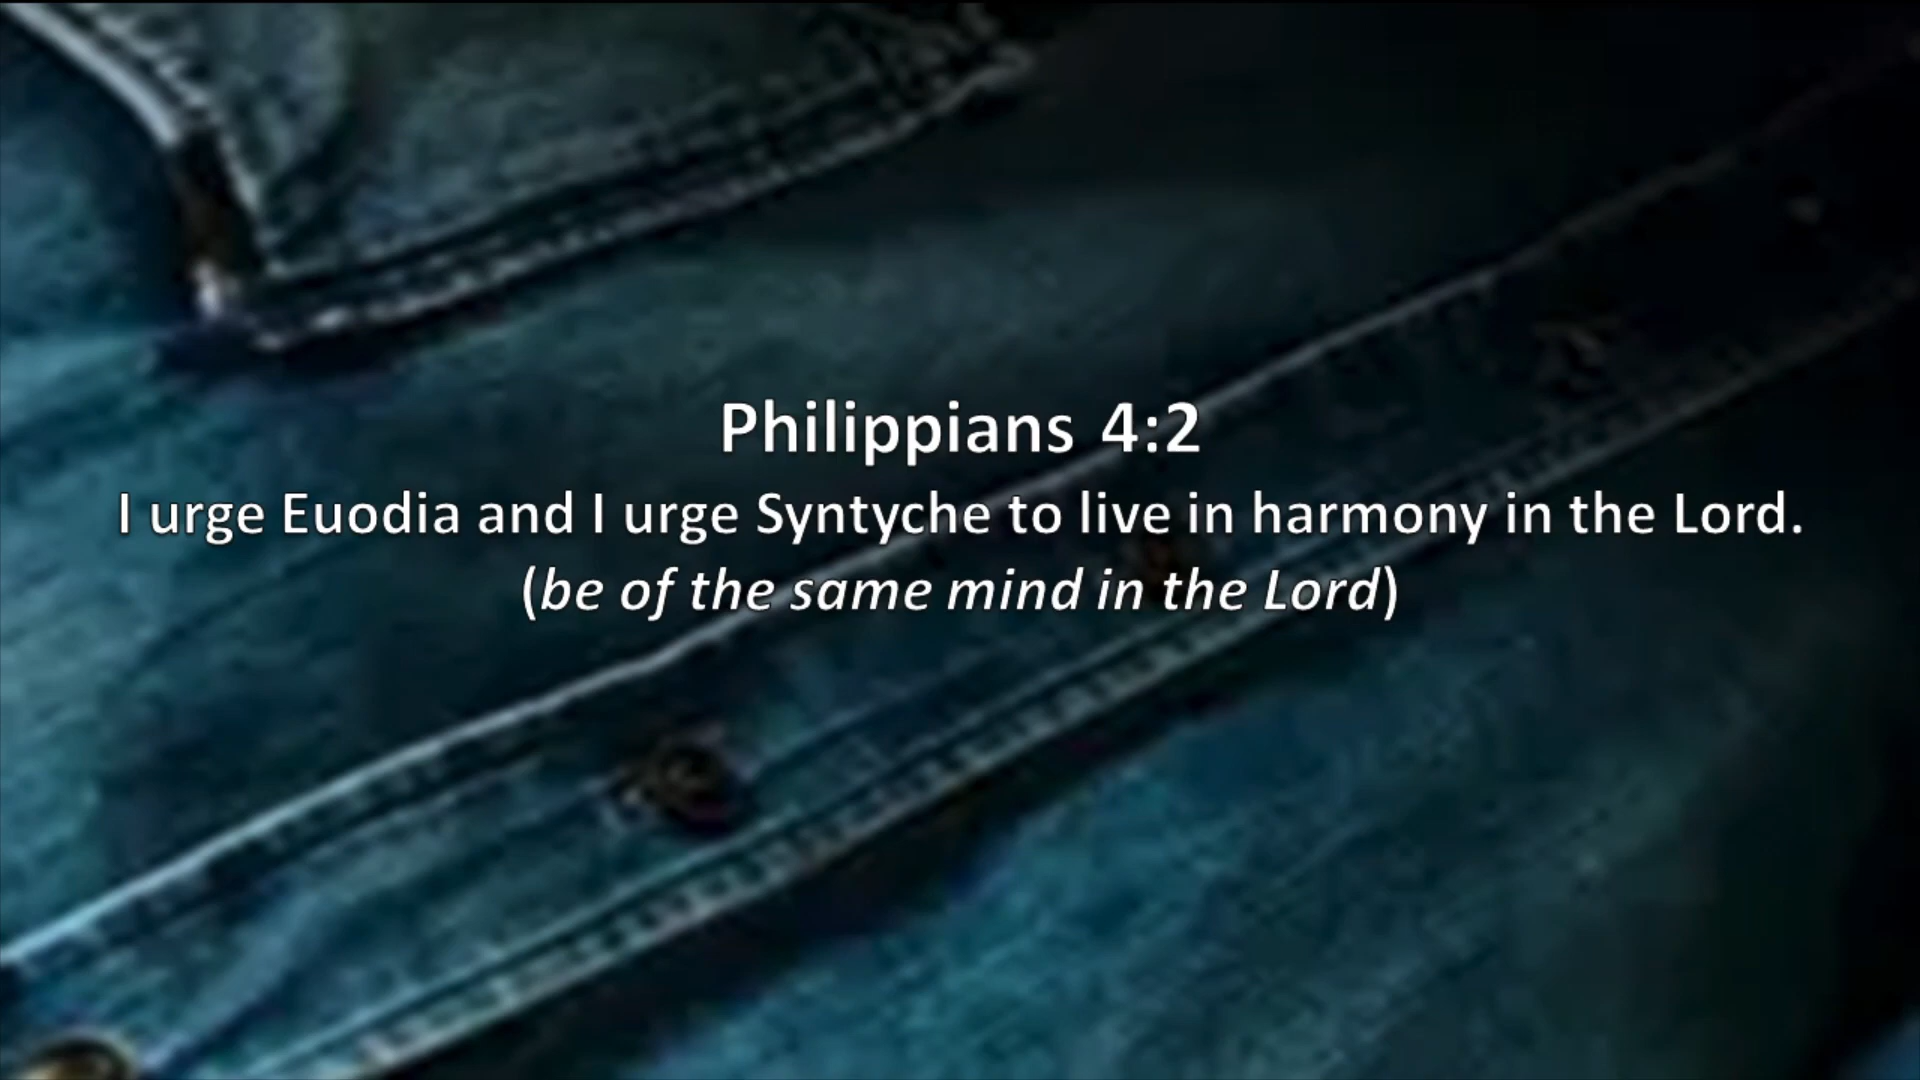 Philippians 4:2
I urge Euodia and I urge Syntyche to live in harmony in the Lord.
(be of the same mind in the Lord)